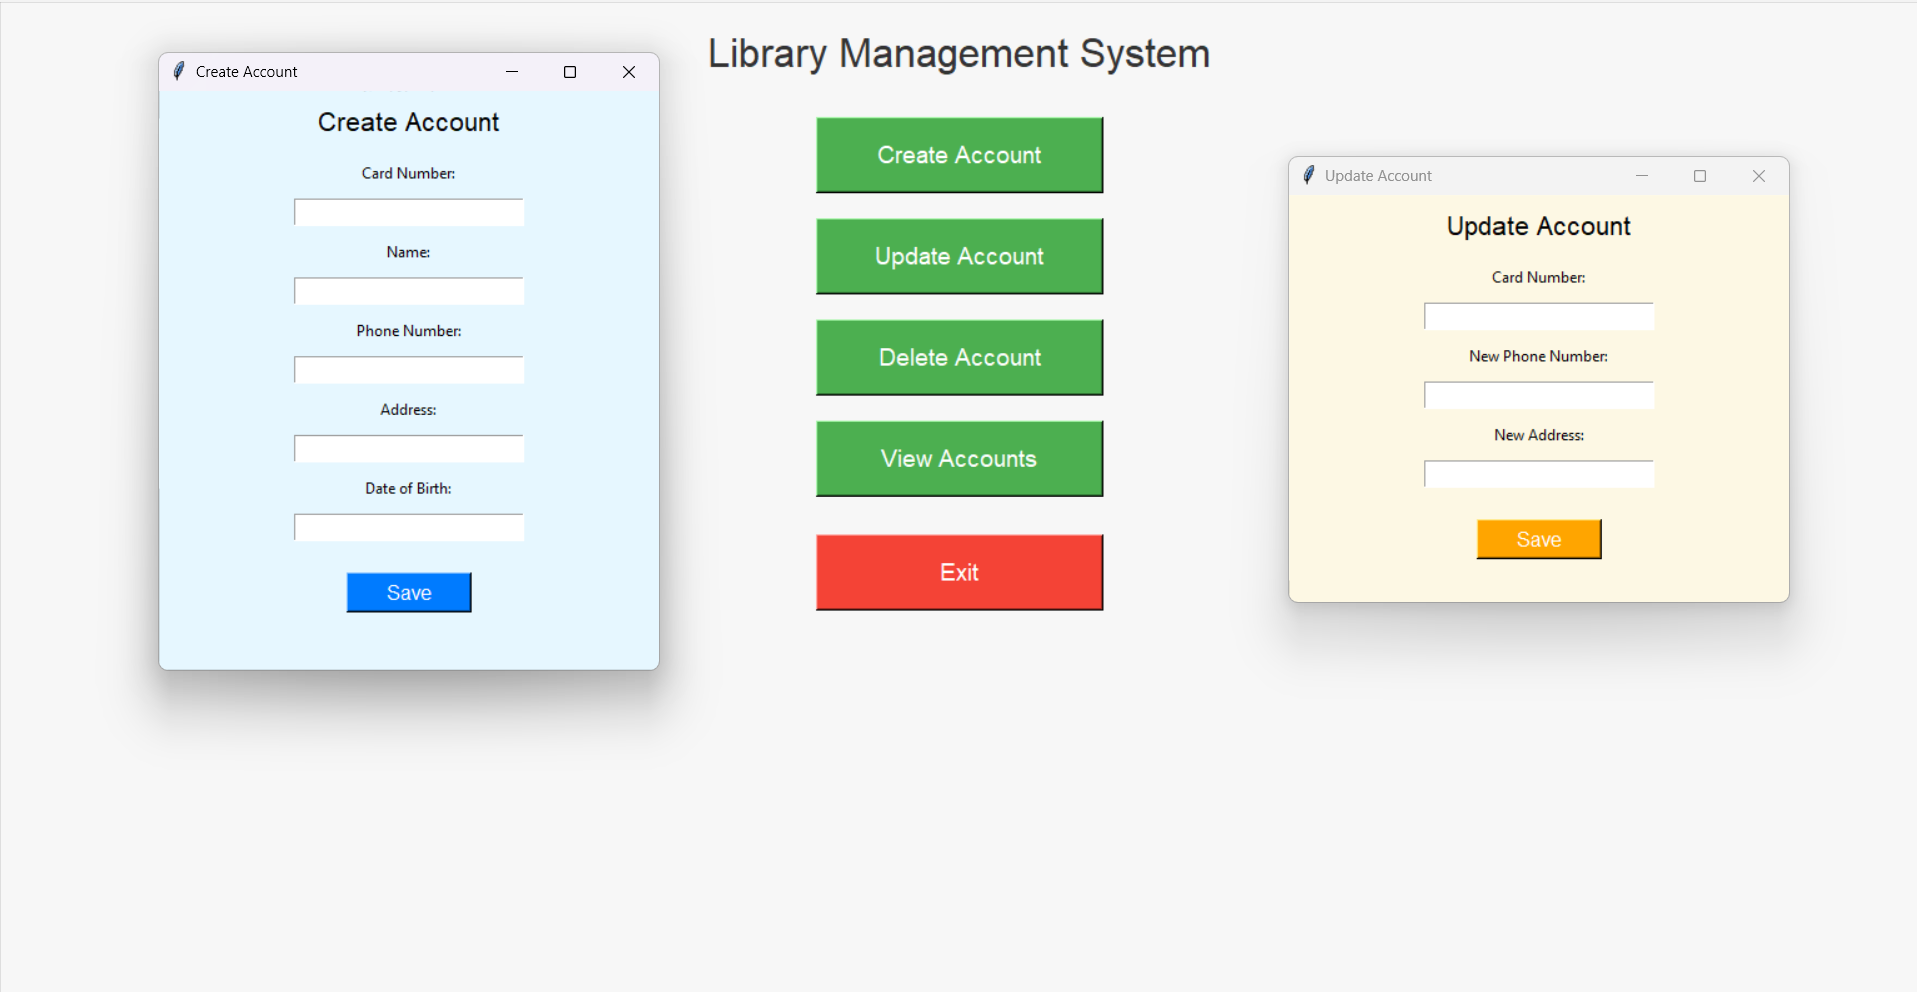 Library Management System
Create Account
Create Account
Card Number:
Name:
Phone Number:
Address:
Date of Birth:
Save
Create Account
Update Account
Delete Account
View Accounts
Exit
Update Account
Update Account
Card Number:
New Phone Number:
New Address:
Save